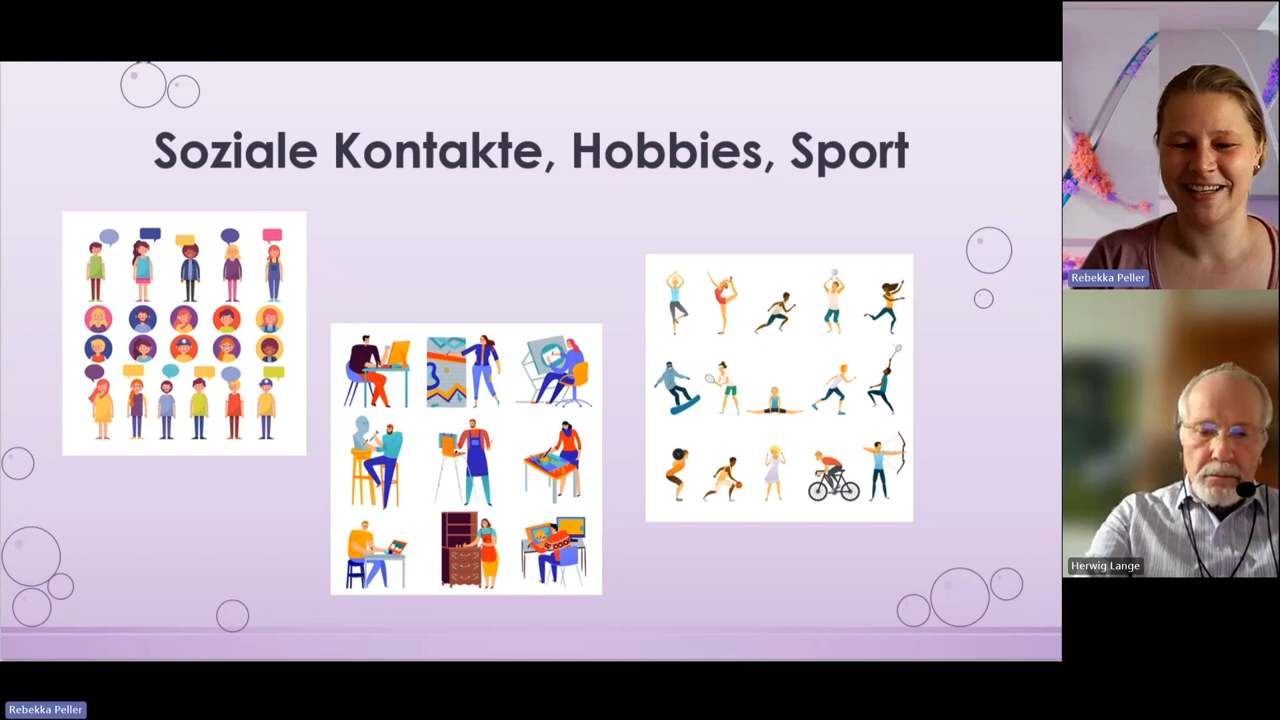 Soziale Kontakte, Hobbies, Sport
Rebekka Peller
Herwig Lange
Rebekka Peller